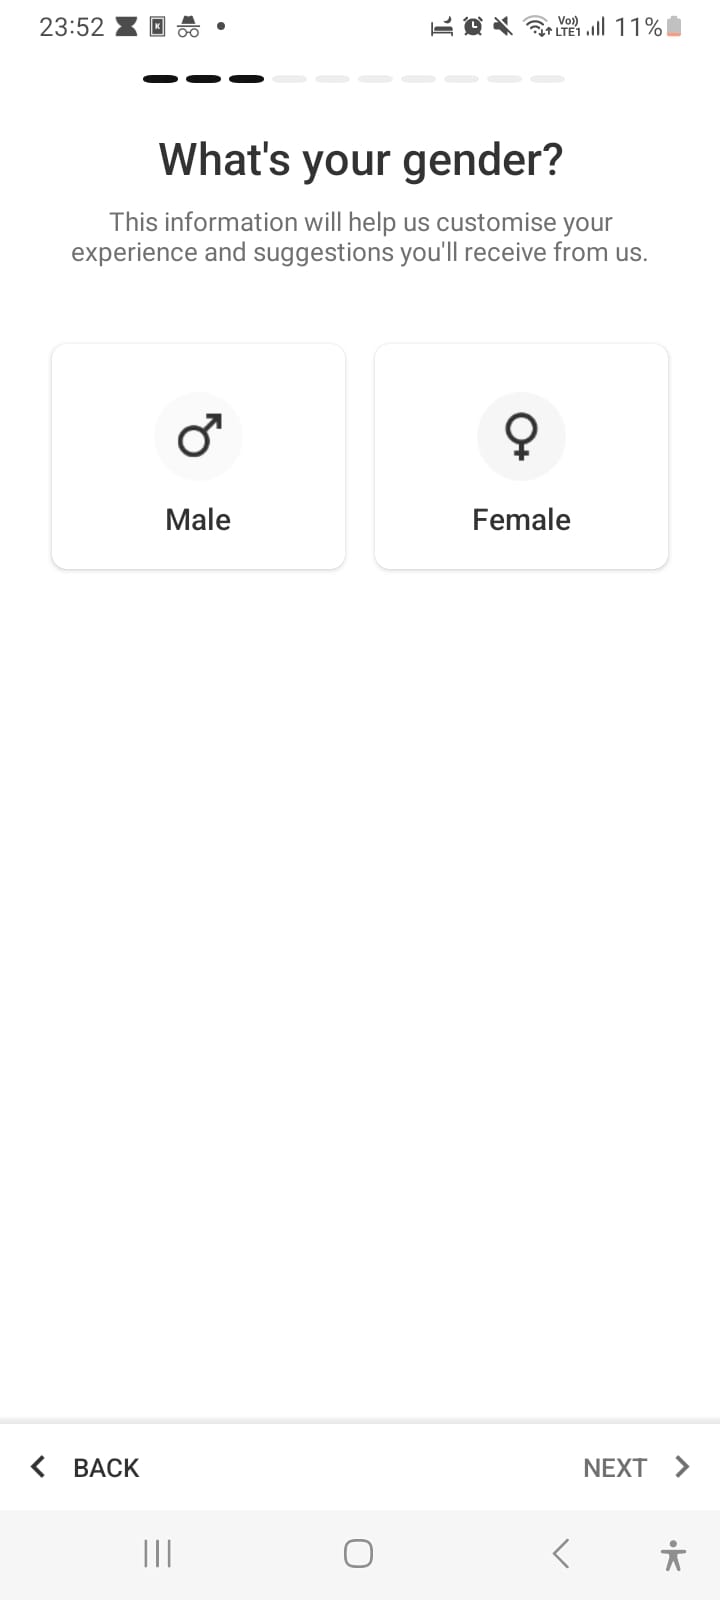 23:52 K Vo)) LTE1 11%
What's your gender?
This information will help us customise your
experience and suggestions you'll receive from us.
Male Female
BACK NEXT